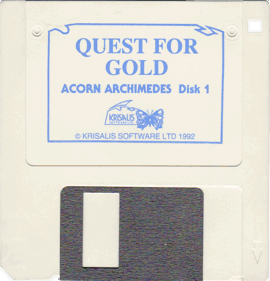 QUEST FOR
GOLD
ACORN ARCHIMEDES Disk 1
KRISALIS
© KRISALIS SOFTWARE LTD 1992